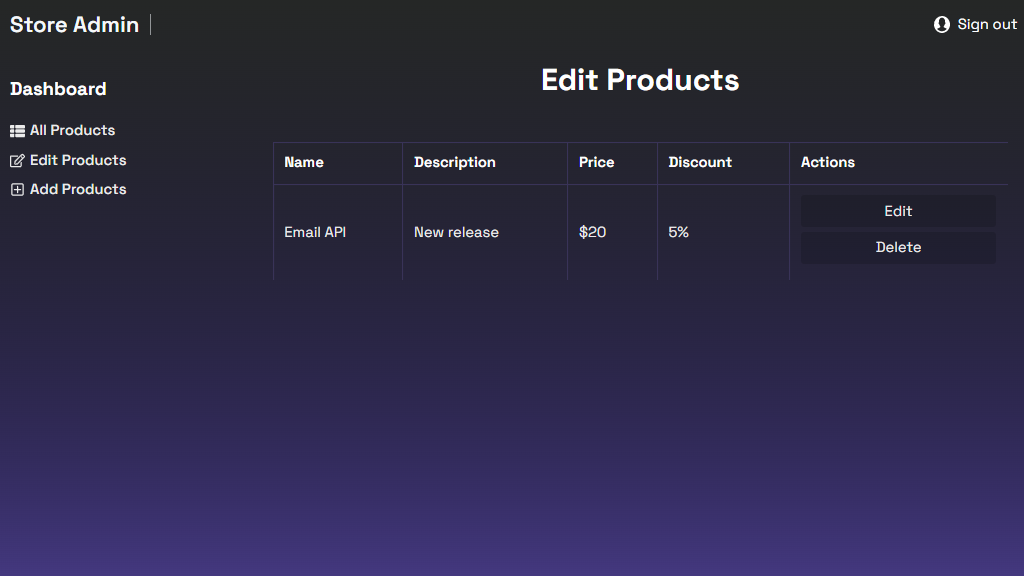 Store Admin
Sign out
Dashboard
All Products
Edit Products
Add Products
Edit Products
Name Description Price Discount Actions
Email API New release $20 5% Edit
Delete